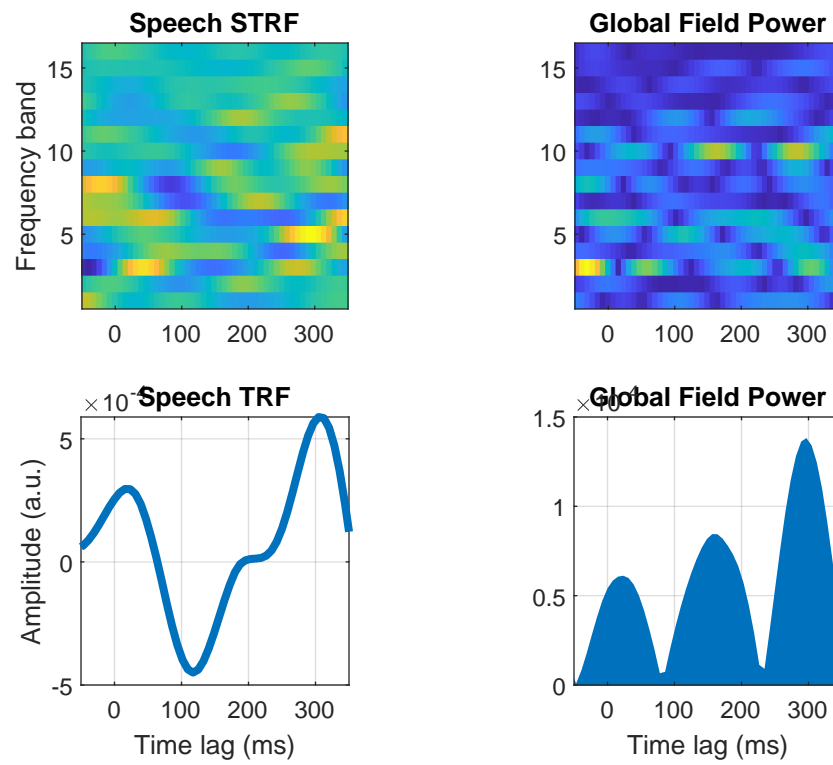 Speech STRF
Global Field Power
Frequency band
15
10
5
0 100 200 300
0 100 200 300
Speech TRF
Global Field Power
×10⁻⁴
Amplitude (a.u.)
5
0
-5
0 100 200 300
Time lag (ms)
1.5
1
0.5
0
0 100 200 300
Time lag (ms)